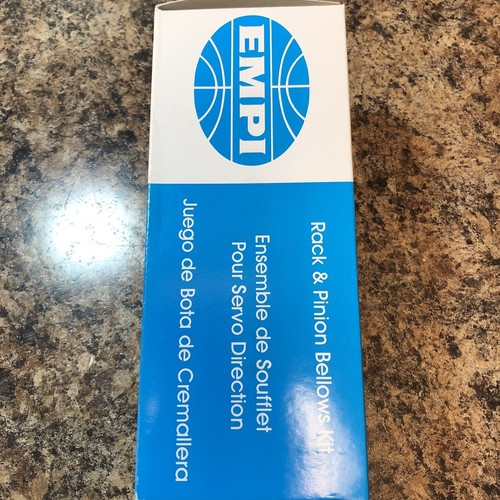 EMPI
Rack & Pinion Bellows Kit
Ensemble de Soufflet
Pour Servo Direction
Juego de Bota de Cremallera